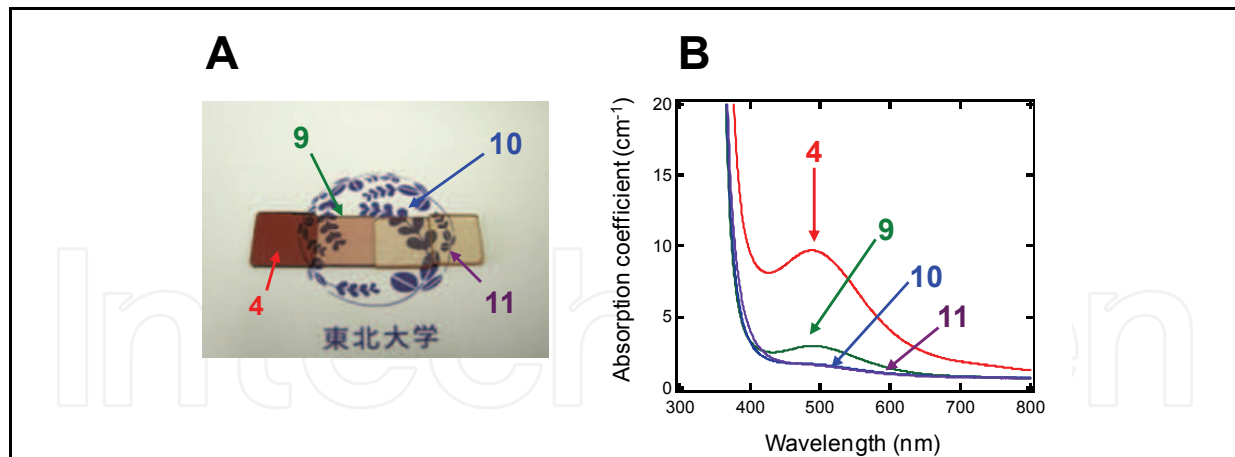 A
B
9
10
4
11
東北大学
Absorption coefficient (cm-1)
20
15
10
5
0
4
9
10
11
300 400 500 600 700 800
Wavelength (nm)
InTechOpen